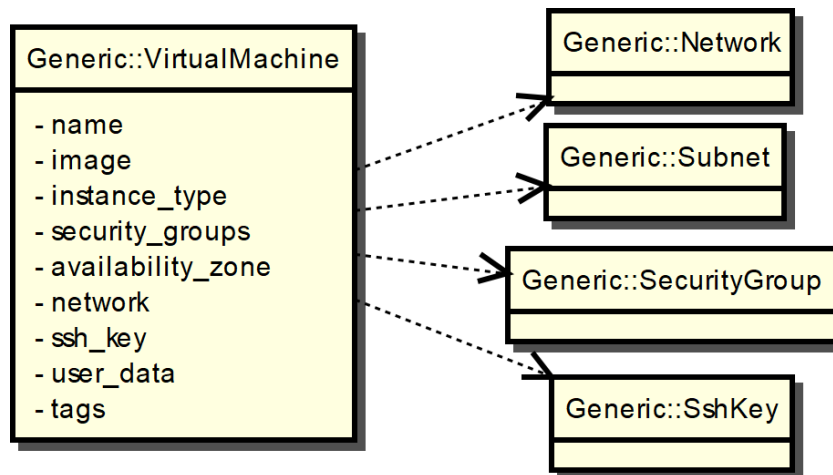 Generic::VirtualMachine
- name
- image
- instance_type
- security_groups
- availability_zone
- network
- ssh_key
- user_data
- tags
Generic::Network
Generic::Subnet
Generic::SecurityGroup
Generic::SshKey